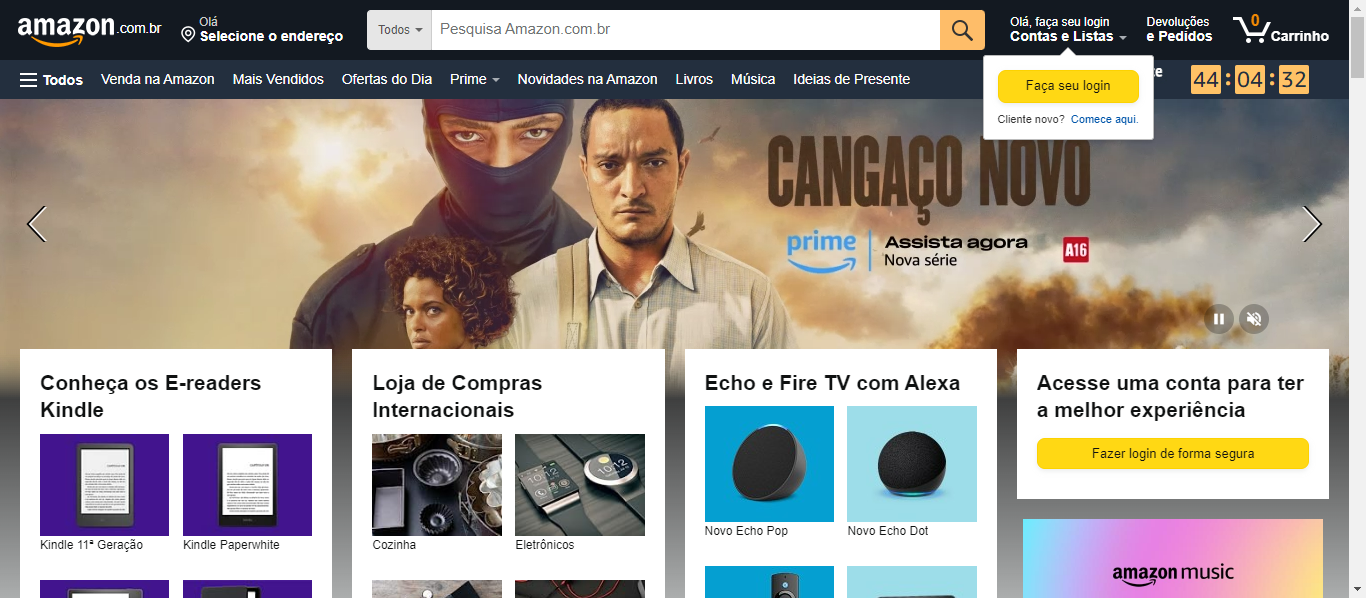 amazon.com.br
Olá
Selecione o endereço
Todos
Pesquisa Amazon.com.br
Olá, faça seu login
Contas e Listas
Devoluções
e Pedidos
0
Carrinho
Todos
Venda na Amazon
Mais Vendidos
Ofertas do Dia
Prime
Novidades na Amazon
Livros
Música
Ideias de Presente
44:04:32
Faça seu login
Cliente novo? Comece aqui.
CANGAÇO NOVO
prime
Assista agora
Nova série
A16
Conheça os E-readers
Kindle
Kindle 11ª Geração
Kindle Paperwhite
Loja de Compras
Internacionais
Cozinha
Eletrônicos
Echo e Fire TV com Alexa
Novo Echo Pop
Novo Echo Dot
Acesse uma conta para ter
a melhor experiência
Fazer login de forma segura
amazon music